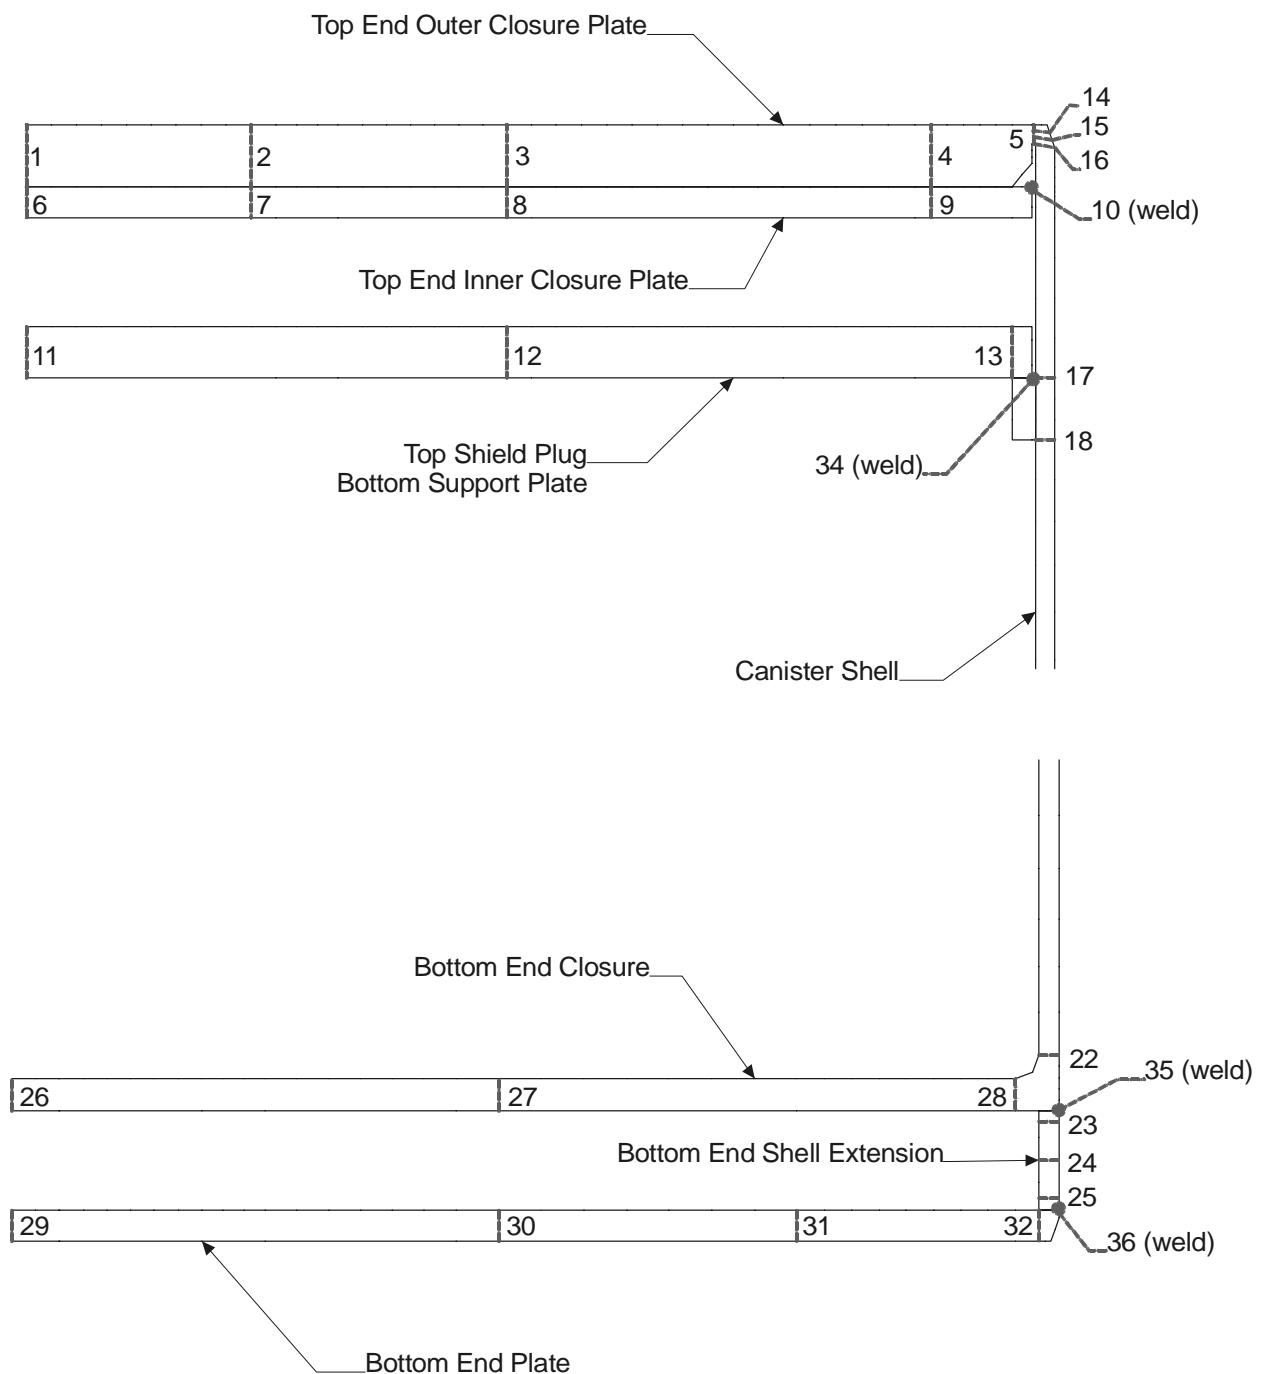 Top End Outer Closure Plate
14
15
16
1
2
3
4
5
6
7
8
9
10 (weld)
Top End Inner Closure Plate
11
12
13
17
18
Top Shield Plug
Bottom Support Plate
34 (weld)
Canister Shell
Bottom End Closure
22
35 (weld)
26
27
28
23
Bottom End Shell Extension
24
25
29
30
31
32
36 (weld)
Bottom End Plate